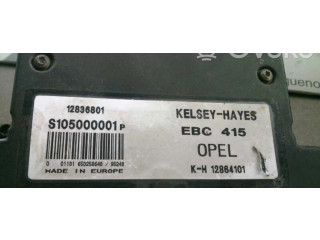 12836801
S105000001P
KELSEY-HAYES
EBC 415
OPEL
K-H 12864101
MADE IN EUROPE